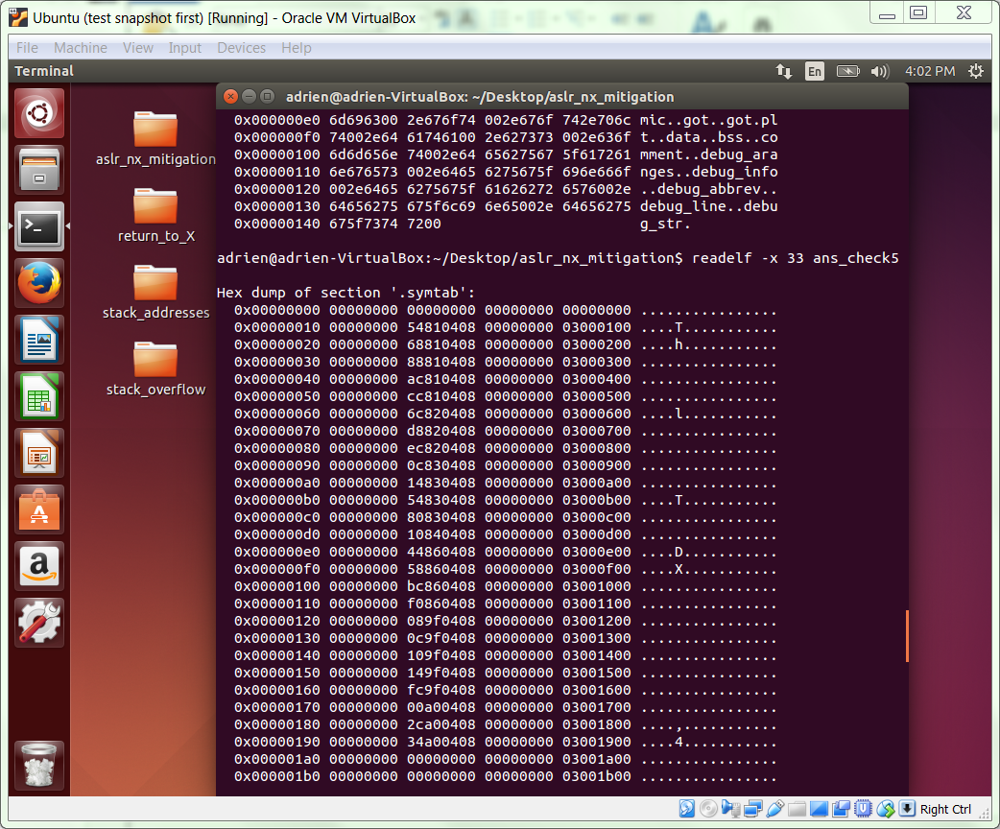 Ubuntu (test snapshot first) [Running] - Oracle VM VirtualBox
File Machine View Input Devices Help
Terminal
En
4:02 PM
adrien@adrien-VirtualBox: ~/Desktop/aslr_nx_mitigation
aslr_nx_mitigation
return_to_X
stack_addresses
stack_overflow
0x000000e0 6d696300 2e676f74 002e676f 742e706c mic..got..got.pl
0x000000f0 74002e64 61746100 2e627373 002e636f t..data..bss..co
0x00000100 6d6d656e 74002e64 65627567 5f617261 mment..debug_ara
0x00000110 6e676573 002e6465 6275675f 696e666f nges..debug_info
0x00000120 002e6465 6275675f 61626272 6576002e ..debug_abbrev..
0x00000130 64656275 675f6c69 6e65002e 64656275 debug_line..debu
0x00000140 675f7374 7200 g_str.
adrien@adrien-VirtualBox:~/Desktop/aslr_nx_mitigation$ readelf -x 33 ans_check5
Hex dump of section '.symtab':
0x00000000 00000000 00000000 00000000 00000000 ................
0x00000010 00000000 54810408 00000000 03000100 ....T...........
0x00000020 00000000 68810408 00000000 03000200 ....h...........
0x00000030 00000000 88810408 00000000 03000300 ................
0x00000040 00000000 ac810408 00000000 03000400 ................
0x00000050 00000000 cc810408 00000000 03000500 ................
0x00000060 00000000 6c820408 00000000 03000600 ....l...........
0x00000070 00000000 d8820408 00000000 03000700 ................
0x00000080 00000000 ec820408 00000000 03000800 ................
0x00000090 00000000 0c830408 00000000 03000900 ................
0x000000a0 00000000 14830408 00000000 03000a00 ................
0x000000b0 00000000 54830408 00000000 03000b00 ....T...........
0x000000c0 00000000 80830408 00000000 03000c00 ................
0x000000d0 00000000 10840408 00000000 03000d00 ................
0x000000e0 00000000 44860408 00000000 03000e00 ....D...........
0x000000f0 00000000 58860408 00000000 03000f00 ....X...........
0x00000100 00000000 bc860408 00000000 03001000 ................
0x00000110 00000000 f0860408 00000000 03001100 ................
0x00000120 00000000 089f0408 00000000 03001200 ................
0x00000130 00000000 0c9f0408 00000000 03001300 ................
0x00000140 00000000 109f0408 00000000 03001400 ................
0x00000150 00000000 149f0408 00000000 03001500 ................
0x00000160 00000000 fc9f0408 00000000 03001600 ................
0x00000170 00000000 00a00408 00000000 03001700 ................
0x00000180 00000000 2ca00408 00000000 03001800 ....,...........
0x00000190 00000000 34a00408 00000000 03001900 ....4...........
0x000001a0 00000000 00000000 00000000 03001a00 ................
0x000001b0 00000000 00000000 00000000 03001b00 ................
Right Ctrl